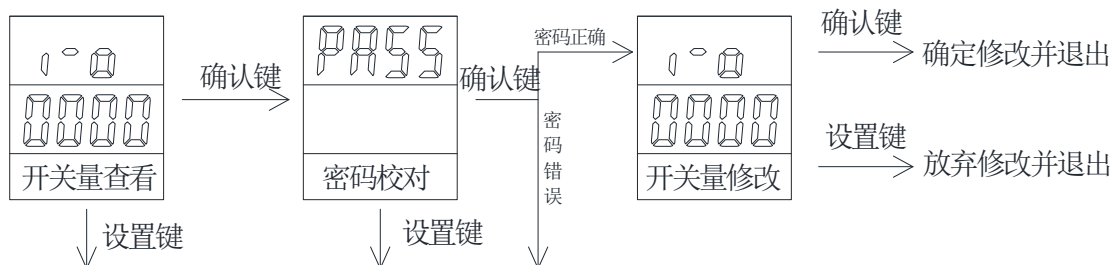 i-o
0000
开关量查看
设置键
确认键
PASS
密码校对
设置键
确认键
密码正确
密码错误
i-o
0000
开关量修改
确认键
确定修改并退出
设置键
放弃修改并退出